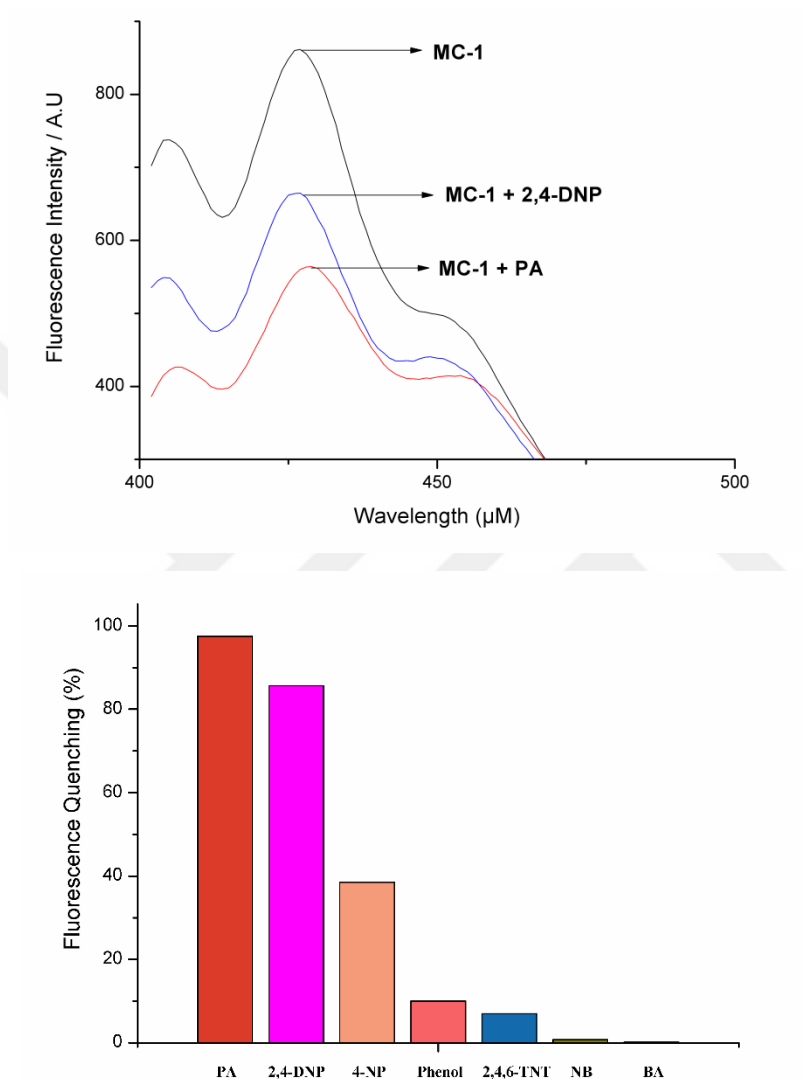 MC-1
800
MC-1 + 2,4-DNP
600
MC-1 + PA
400
Fluorescence Intensity / A.U
400
450
500
Wavelength (µM)
100
80
60
40
20
0
Fluorescence Quenching (%)
PA 2,4-DNP 4-NP Phenol 2,4,6-TNT NB BA